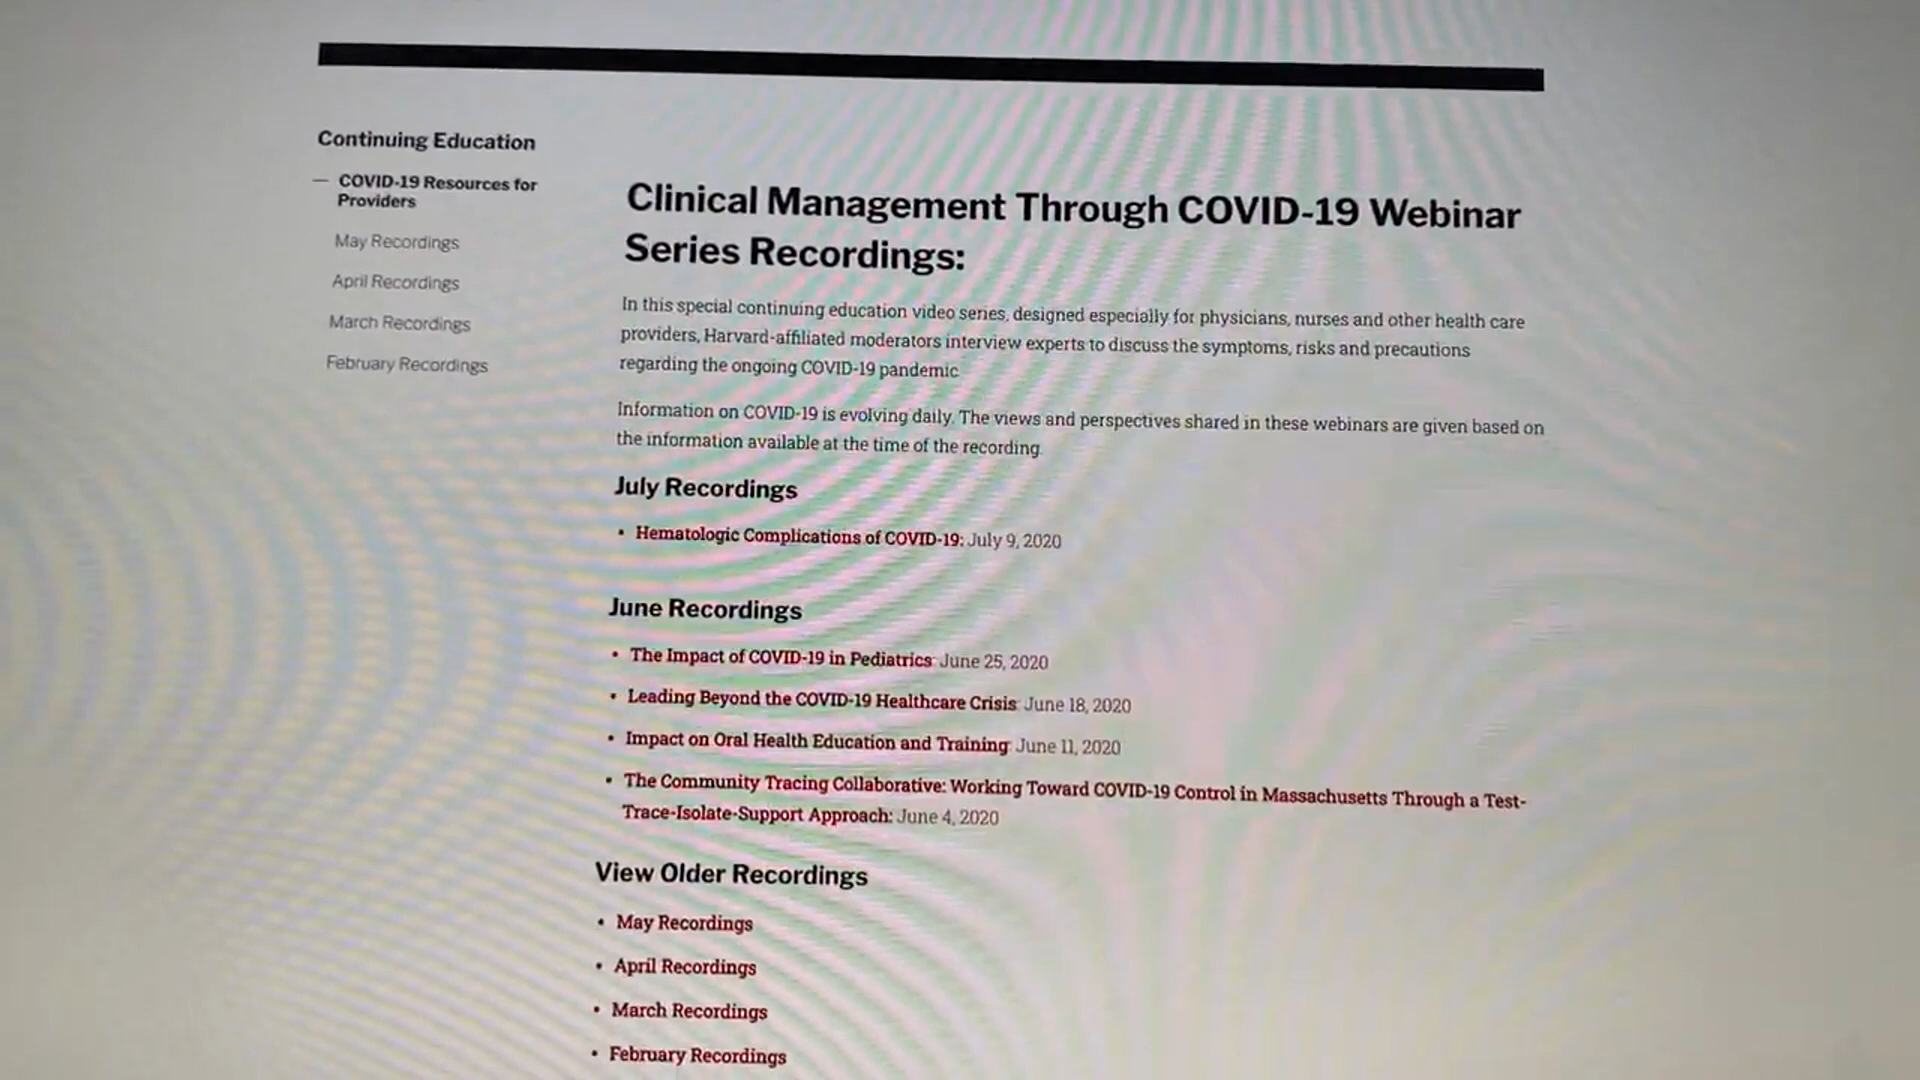 Continuing Education
— COVID-19 Resources for
Providers
May Recordings
April Recordings
March Recordings
February Recordings
Clinical Management Through COVID-19 Webinar
Series Recordings:
In this special continuing education video series, designed especially for physicians, nurses and other health care
providers, Harvard-affiliated moderators interview experts to discuss the symptoms, risks and precautions
regarding the ongoing COVID-19 pandemic.
Information on COVID-19 is evolving daily. The views and perspectives shared in these webinars are given based on
the information available at the time of the recording.
July Recordings
• Hematologic Complications of COVID-19: July 9, 2020
June Recordings
• The Impact of COVID-19 in Pediatrics: June 25, 2020
• Leading Beyond the COVID-19 Healthcare Crisis: June 18, 2020
• Impact on Oral Health Education and Training: June 11, 2020
• The Community Tracing Collaborative: Working Toward COVID-19 Control in Massachusetts Through a Test-
Trace-Isolate-Support Approach: June 4, 2020
View Older Recordings
• May Recordings
• April Recordings
• March Recordings
• February Recordings